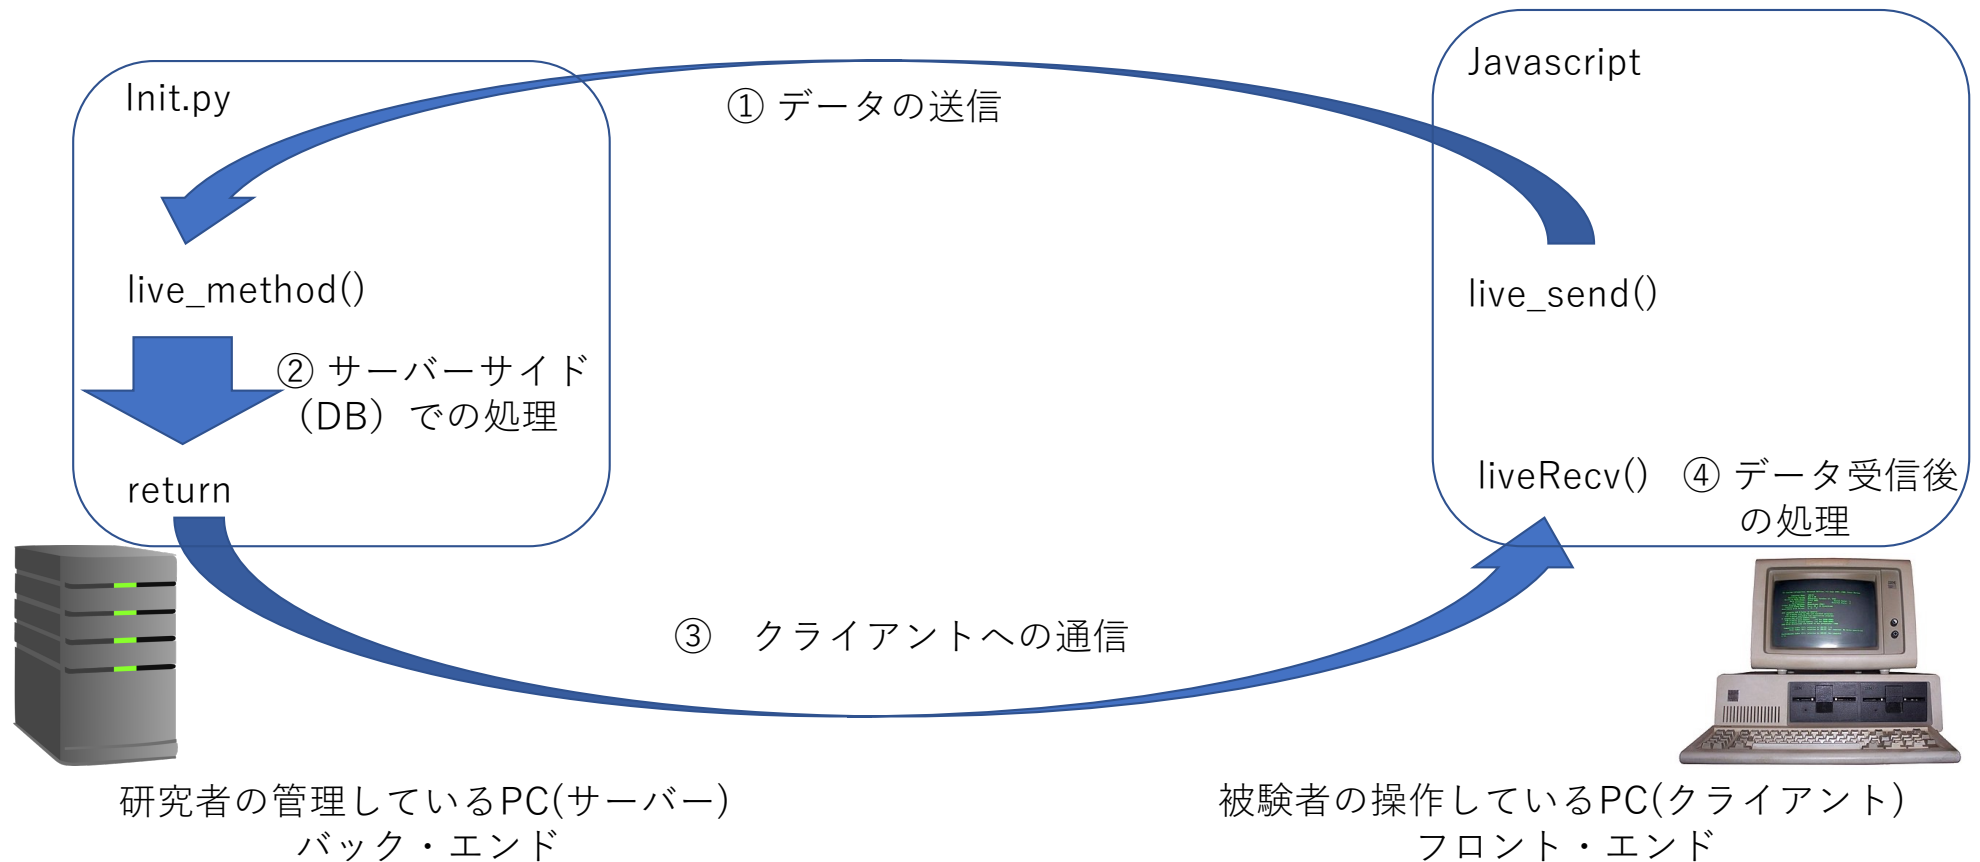 Init.py
Javascript
① データの送信
live_method()
live_send()
② サーバーサイド
（DB）での処理
return
liveRecv()
④ データ受信後
の処理
③　クライアントへの通信
研究者の管理しているPC(サーバー)
バック・エンド
被験者の操作しているPC(クライアント)
フロント・エンド